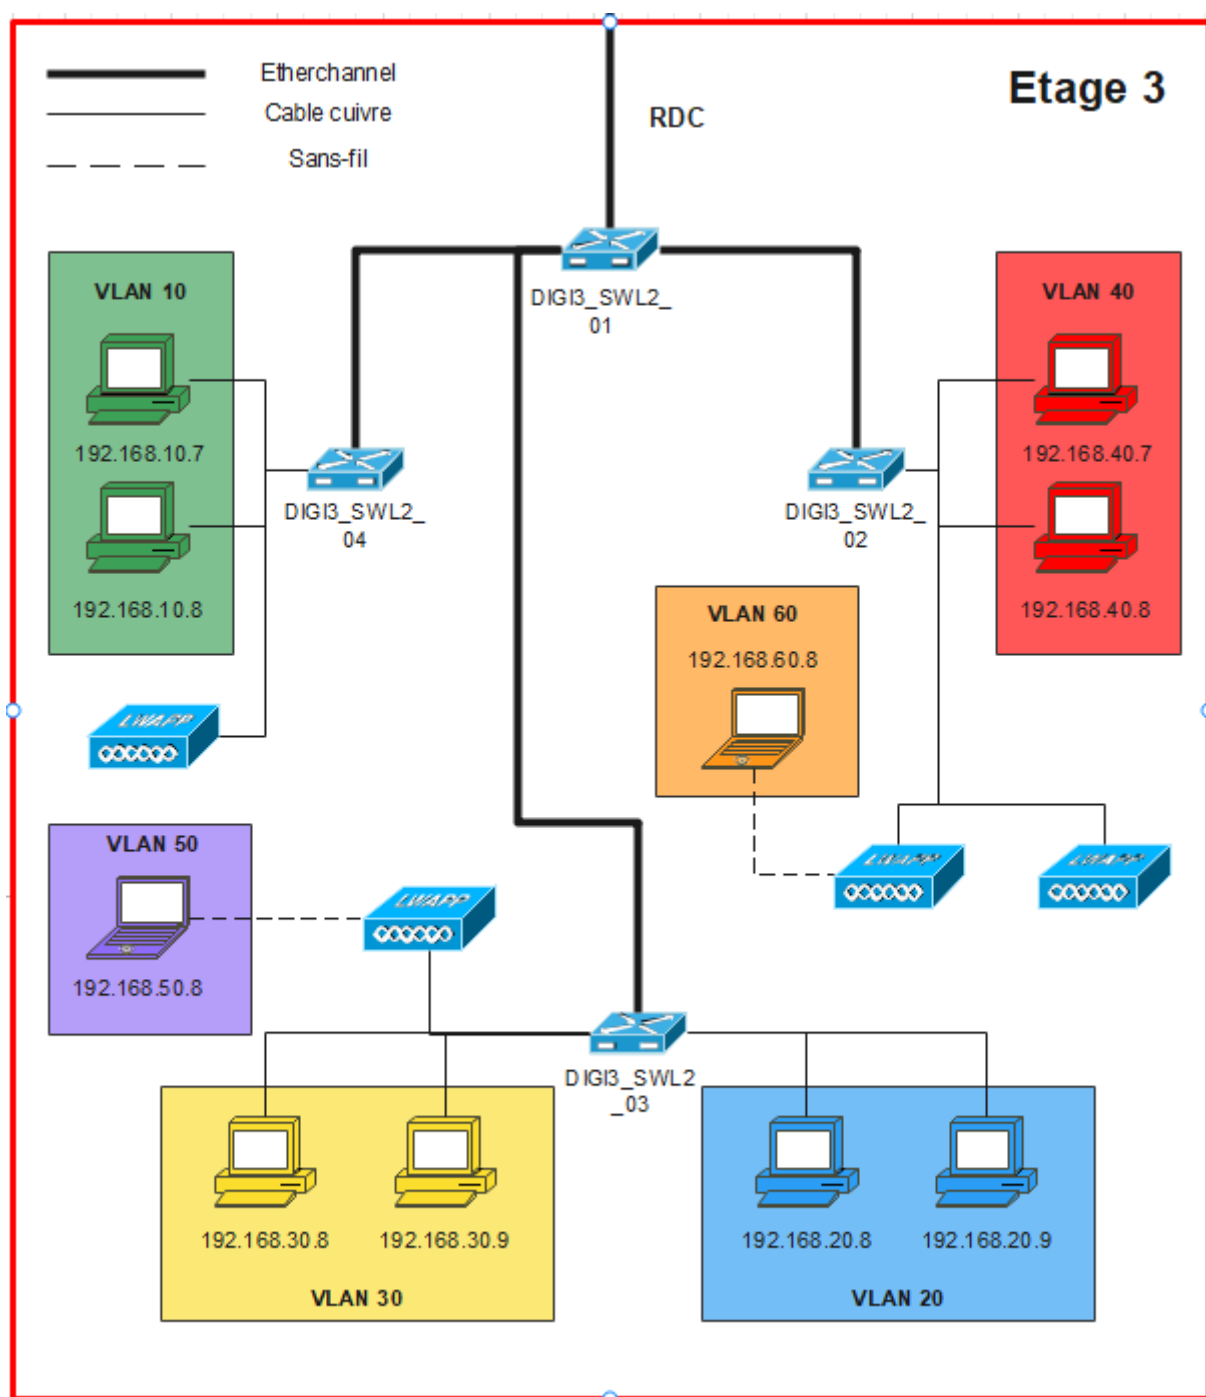 Etherchannel
Cable cuivre
Sans-fil
RDC
Etage 3
DIGI3_SWL2_
01
VLAN 10
192.168.10.7
192.168.10.8
DIGI3_SWL2_
04
DIGI3_SWL2_
02
VLAN 40
192.168.40.7
192.168.40.8
VLAN 60
192.168.60.8
LWAPP
LWAPP
LWAPP
VLAN 50
192.168.50.8
LWAPP
DIGI3_SWL2
_03
192.168.30.8
192.168.30.9
VLAN 30
192.168.20.8
192.168.20.9
VLAN 20